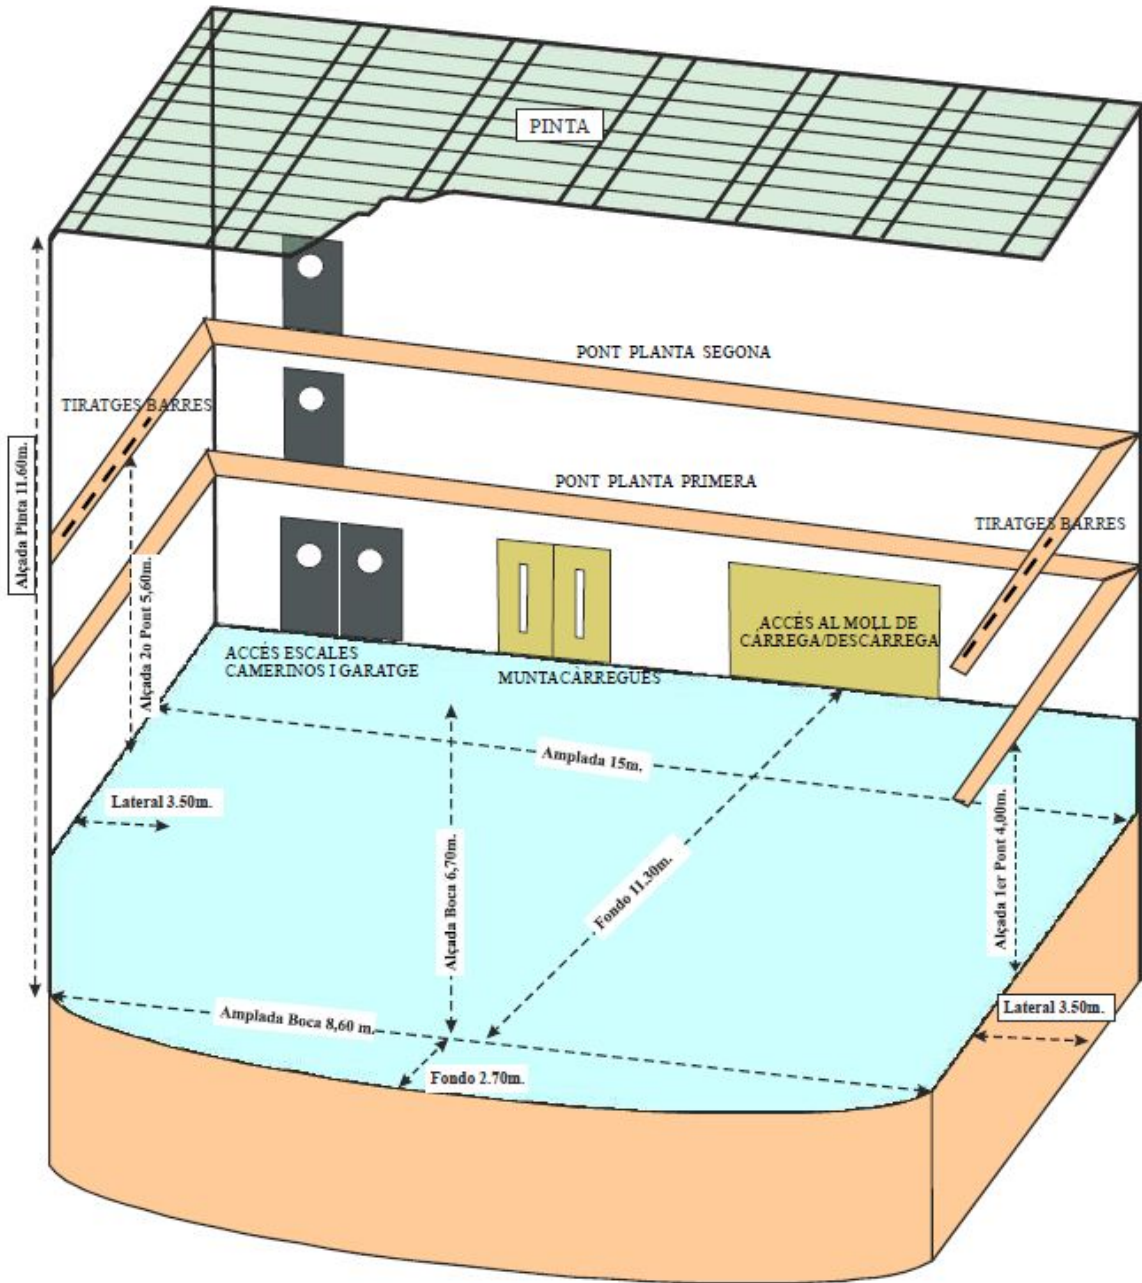 PINTA
PONT PLANTA SEGONA
TIRATGES BARRES
Alçada Pinta 11.60m.
PONT PLANTA PRIMERA
TIRATGES BARRES
Alçada 2o Pont 5,60m.
ACCÉS AL MOLL DE
CÀRREGA/DESCÀRREGA
ACCÉS ESCALES
CAMERINOS I GARATGE
MUNTACÀRREGUES
Amplada 15m.
Lateral 3.50m.
Alçada Boca 6,70m.
Fondo 11.30m.
Alçada 1er Pont 4,00m.
Amplada Boca 8,60 m.
Lateral 3.50m.
Fondo 2.70m.